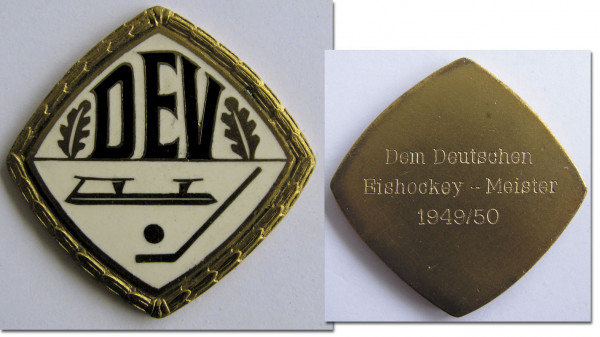 DEV
Dem Deutschen
Eishockey - Meister
1949/50